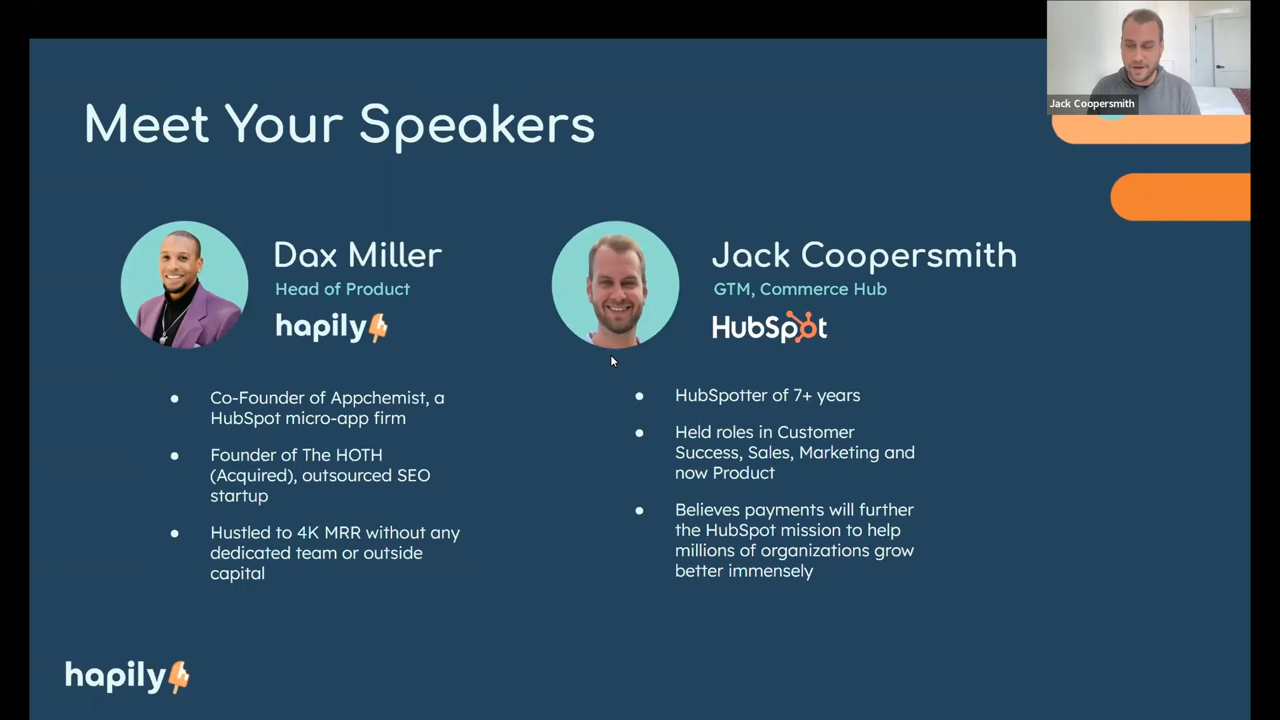 Jack Coopersmith
Meet Your Speakers
Dax Miller
Head of Product
hapily
Co-Founder of Appchemist, a
HubSpot micro-app firm
Founder of The HOTH
(Acquired), outsourced SEO
startup
Hustled to 4K MRR without any
dedicated team or outside
capital
Jack Coopersmith
GTM, Commerce Hub
HubSpot
HubSpotter of 7+ years
Held roles in Customer
Success, Sales, Marketing and
now Product
Believes payments will further
the HubSpot mission to help
millions of organizations grow
better immensely
hapily